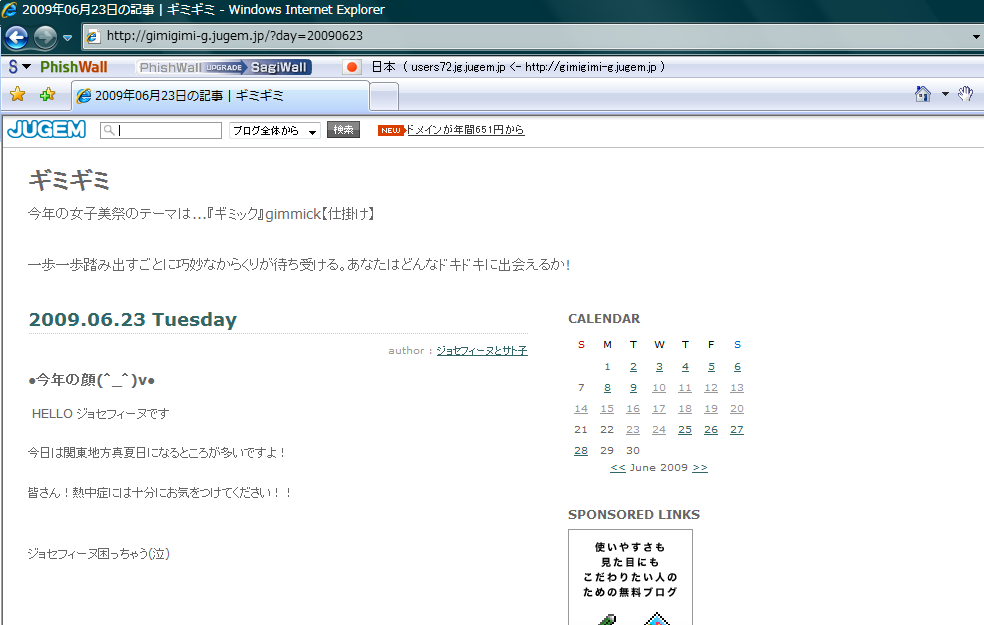 2009年06月23日の記事 | ギミギミ - Windows Internet Explorer
http://gimigimi-g.jugem.jp/?day=20090623
S PhishWall PhishWall UPGRADE SagiWall 日本 ( users72.jg.jugem.jp <- http://gimigimi-g.jugem.jp )
2009年06月23日の記事 | ギミギミ
JUGEM ブログ全体から 検索 NEW ドメインが年間651円から
ギミギミ
今年の女子美祭のテーマは…『ギミック』gimmick【仕掛け】
一歩一歩踏み出すごとに巧妙なからくりが待ち受ける。あなたはどんなドキドキに出会えるか!
2009.06.23 Tuesday
author : ジョセフィーヌとサト子
●今年の顔(^_^)v●
HELLO ジョセフィーヌです
今日は関東地方真夏日になるところが多いですよ！
皆さん！熱中症には十分にお気をつけてください！！
ジョセフィーヌ困っちゃう(泣)
CALENDAR
S M T W T F S
1 2 3 4 5 6
7 8 9 10 11 12 13
14 15 16 17 18 19 20
21 22 23 24 25 26 27
28 29 30
<< June 2009 >>
SPONSORED LINKS
使いやすさも
見た目にも
こだわりたい人の
ための無料ブログ